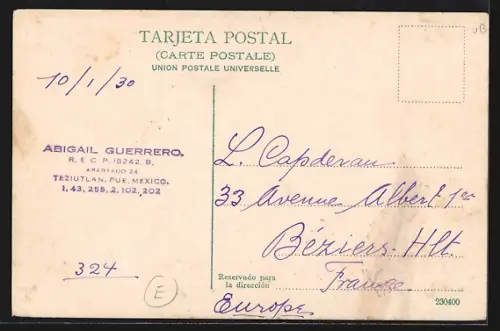 TARJETA POSTAL
(CARTE POSTALE)
UNION POSTALE UNIVERSELLE
10/1/30
ABIGAIL GUERRERO.
R.E.C.P. 18242. B.
APARTADO 24
TEZIUTLAN, PUE. MEXICO.
1, 43, 255, 2, 102, 202
324
E
L. Capdevan
33 Avenue Albert 1er
Béziers-Hlt.
France
Europe
Reservado para
la dirección
230400